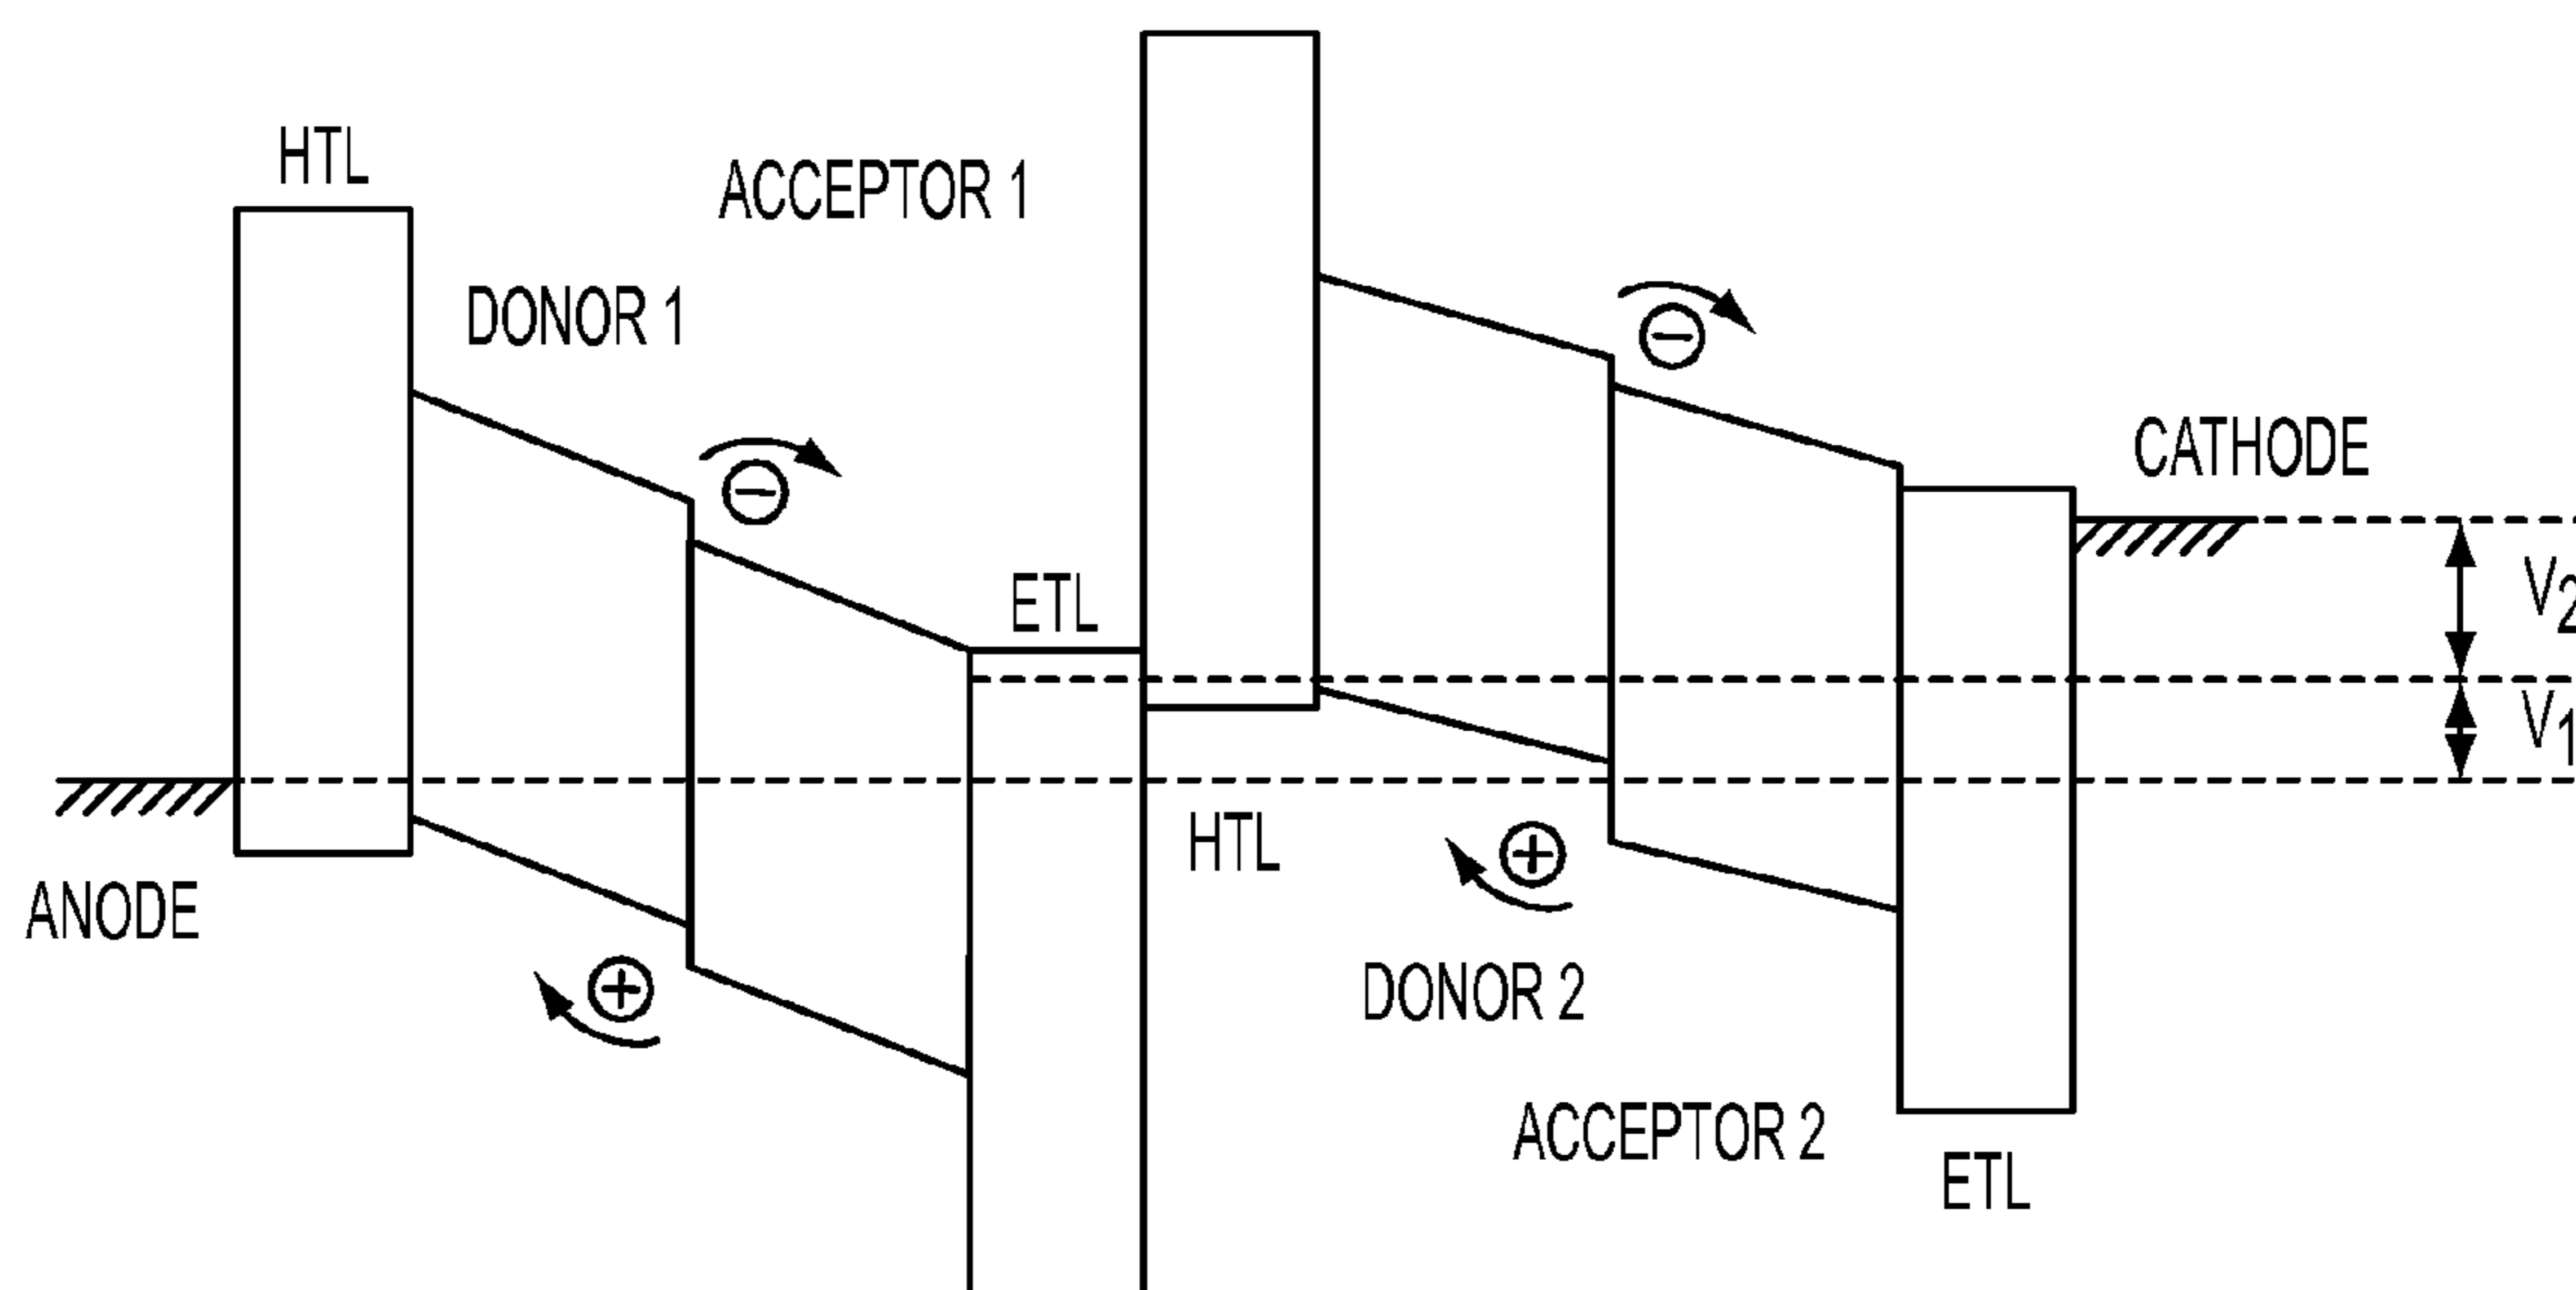 HTL
ACCEPTOR 1
DONOR 1
CATHODE
ETL
V2
V1
HTL
ANODE
DONOR 2
ACCEPTOR 2
ETL